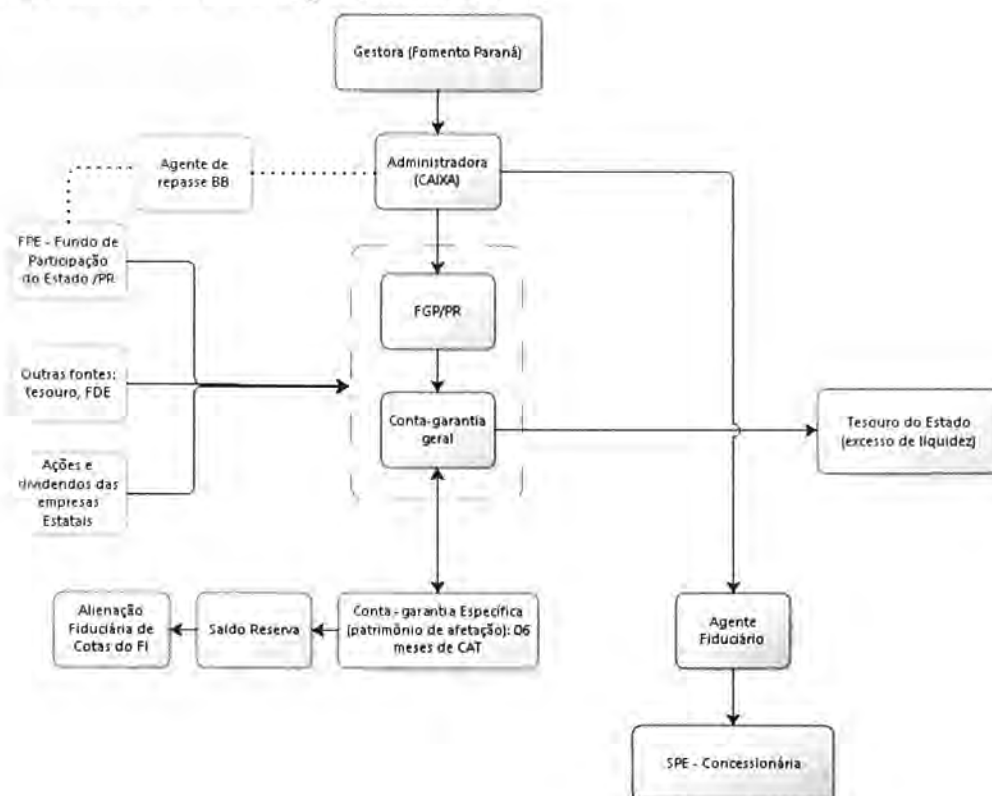 Gestora (Fomento Paraná)
Agente de
repasse BB
Administradora
(CAIXA)
FPE - Fundo de
Participação
do Estado /PR
FGP/PR
Outras fontes:
Tesouro, FDE
Conta-garantia
geral
Tesouro do Estado
(excesso de líquidez)
Ações e
dividendos das
empresas
Estatais
Alienação
Fiduciária de
Cotas do FI
Saldo Reserva
Conta - garantia Específica
(patrimônio de afetação): 06
meses de CAT
Agente
Fiduciário
SPE - Concessionária